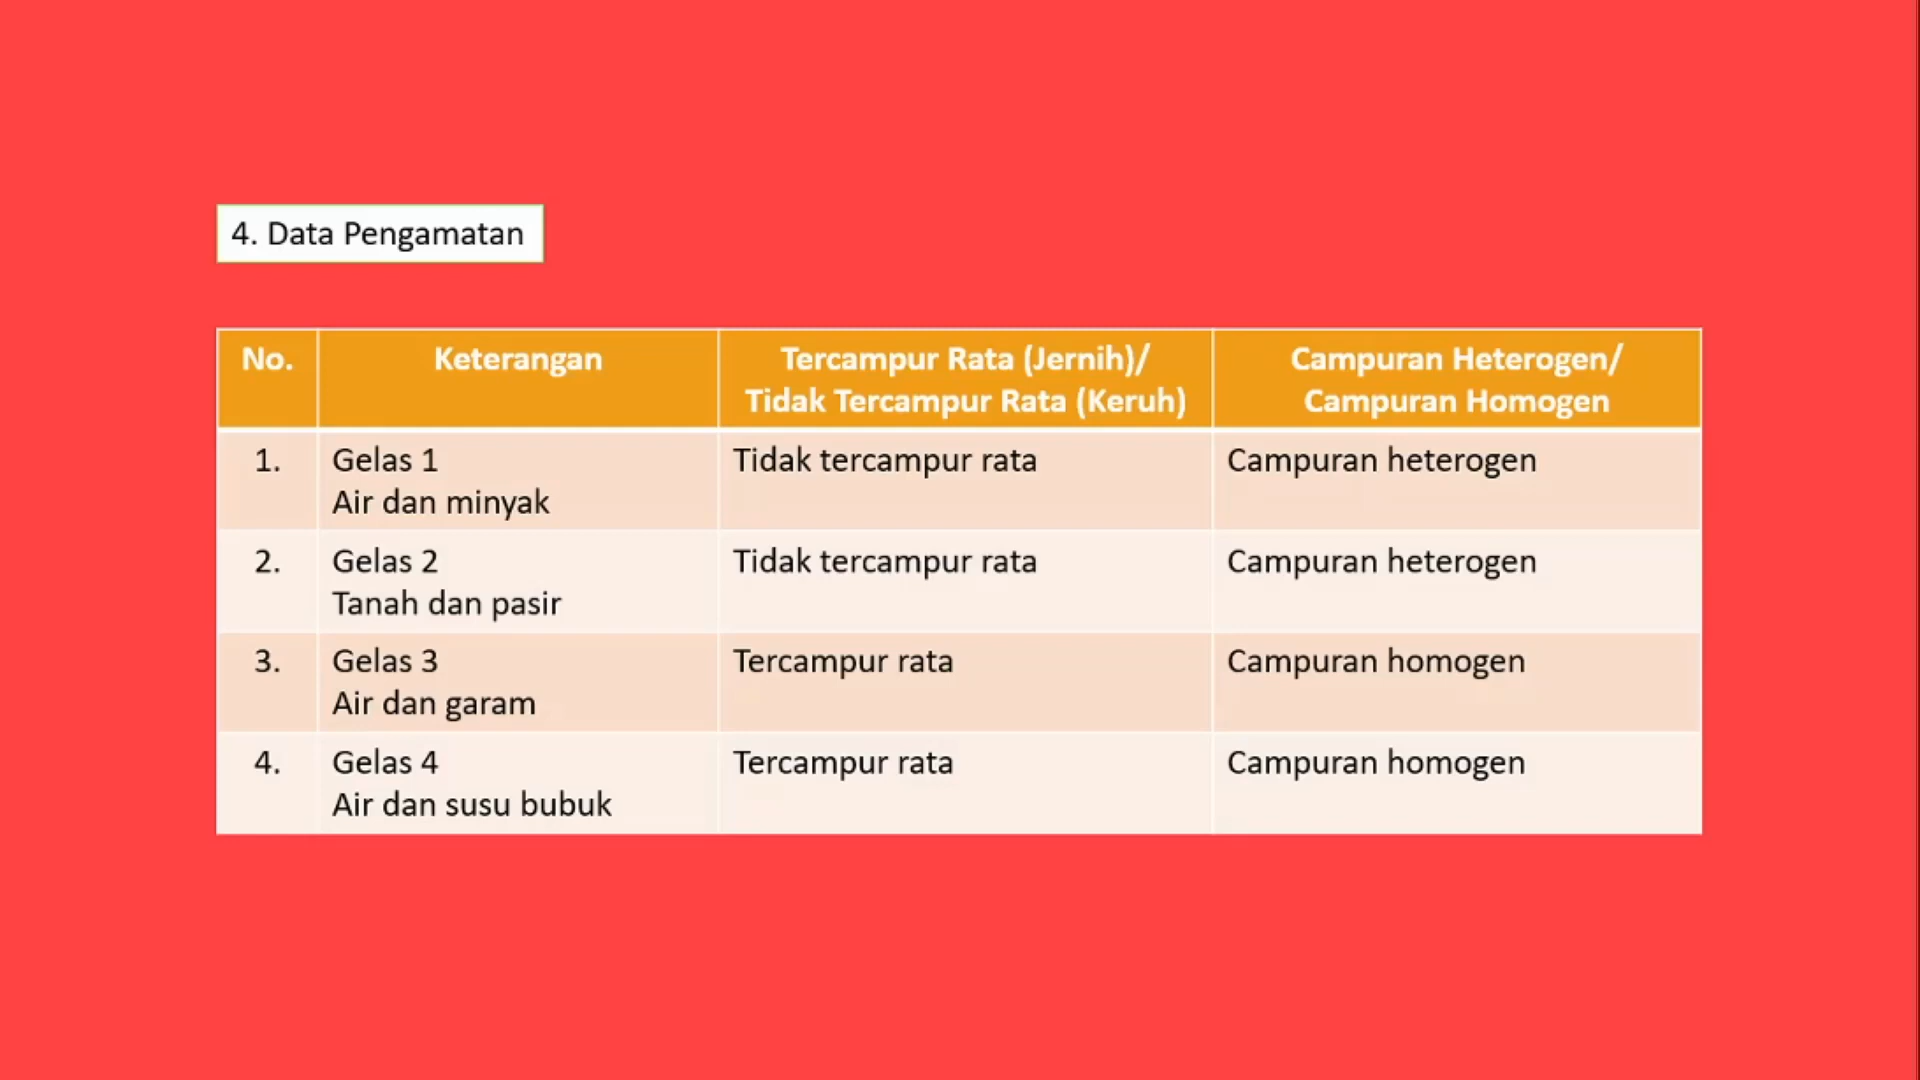 4. Data Pengamatan
No.
Keterangan
Tercampur Rata (Jernih)/
Tidak Tercampur Rata (Keruh)
Campuran Heterogen/
Campuran Homogen
1.
Gelas 1
Air dan minyak
Tidak tercampur rata
Campuran heterogen
2.
Gelas 2
Tanah dan pasir
Tidak tercampur rata
Campuran heterogen
3.
Gelas 3
Air dan garam
Tercampur rata
Campuran homogen
4.
Gelas 4
Air dan susu bubuk
Tercampur rata
Campuran homogen